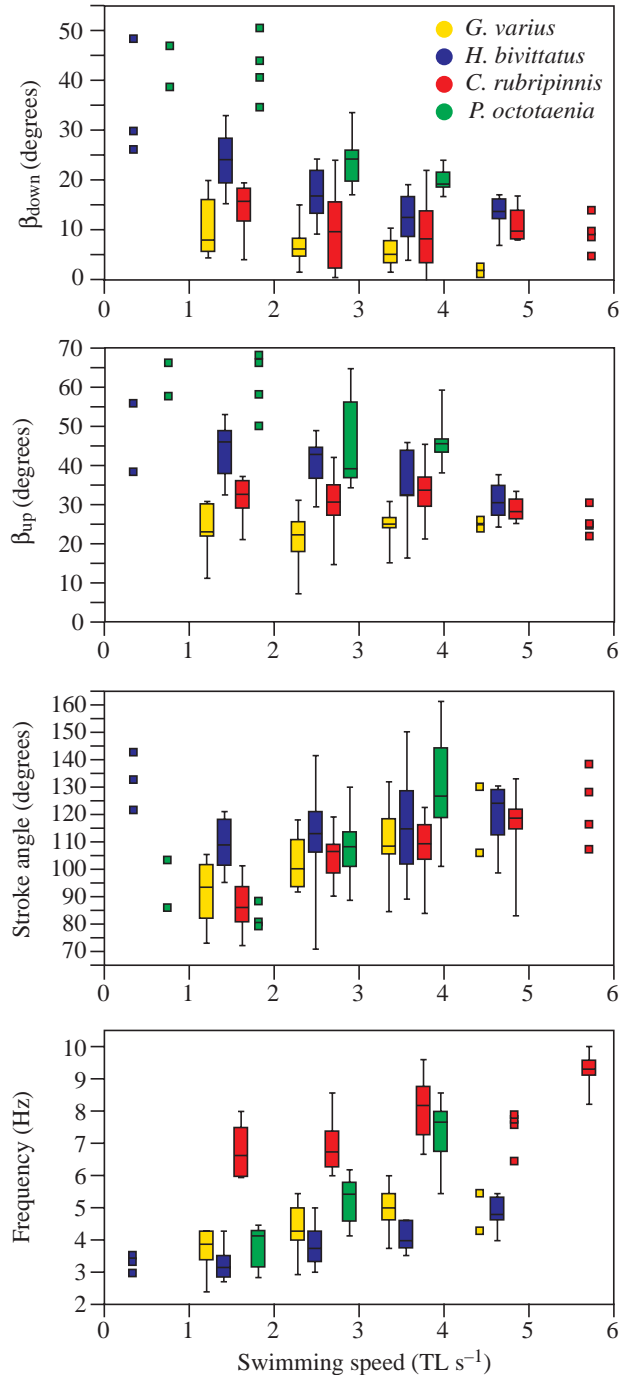 G. varius
H. bivittatus
C. rubripinnis
P. octotaenia
βdown (degrees)
50
40
30
20
10
0
0 1 2 3 4 5 6
βup (degrees)
70
60
50
40
30
20
10
0
0 1 2 3 4 5 6
Stroke angle (degrees)
160
150
140
130
120
110
100
90
80
70
0 1 2 3 4 5 6
Frequency (Hz)
10
9
8
7
6
5
4
3
2
0 1 2 3 4 5 6
Swimming speed (TL s–1)